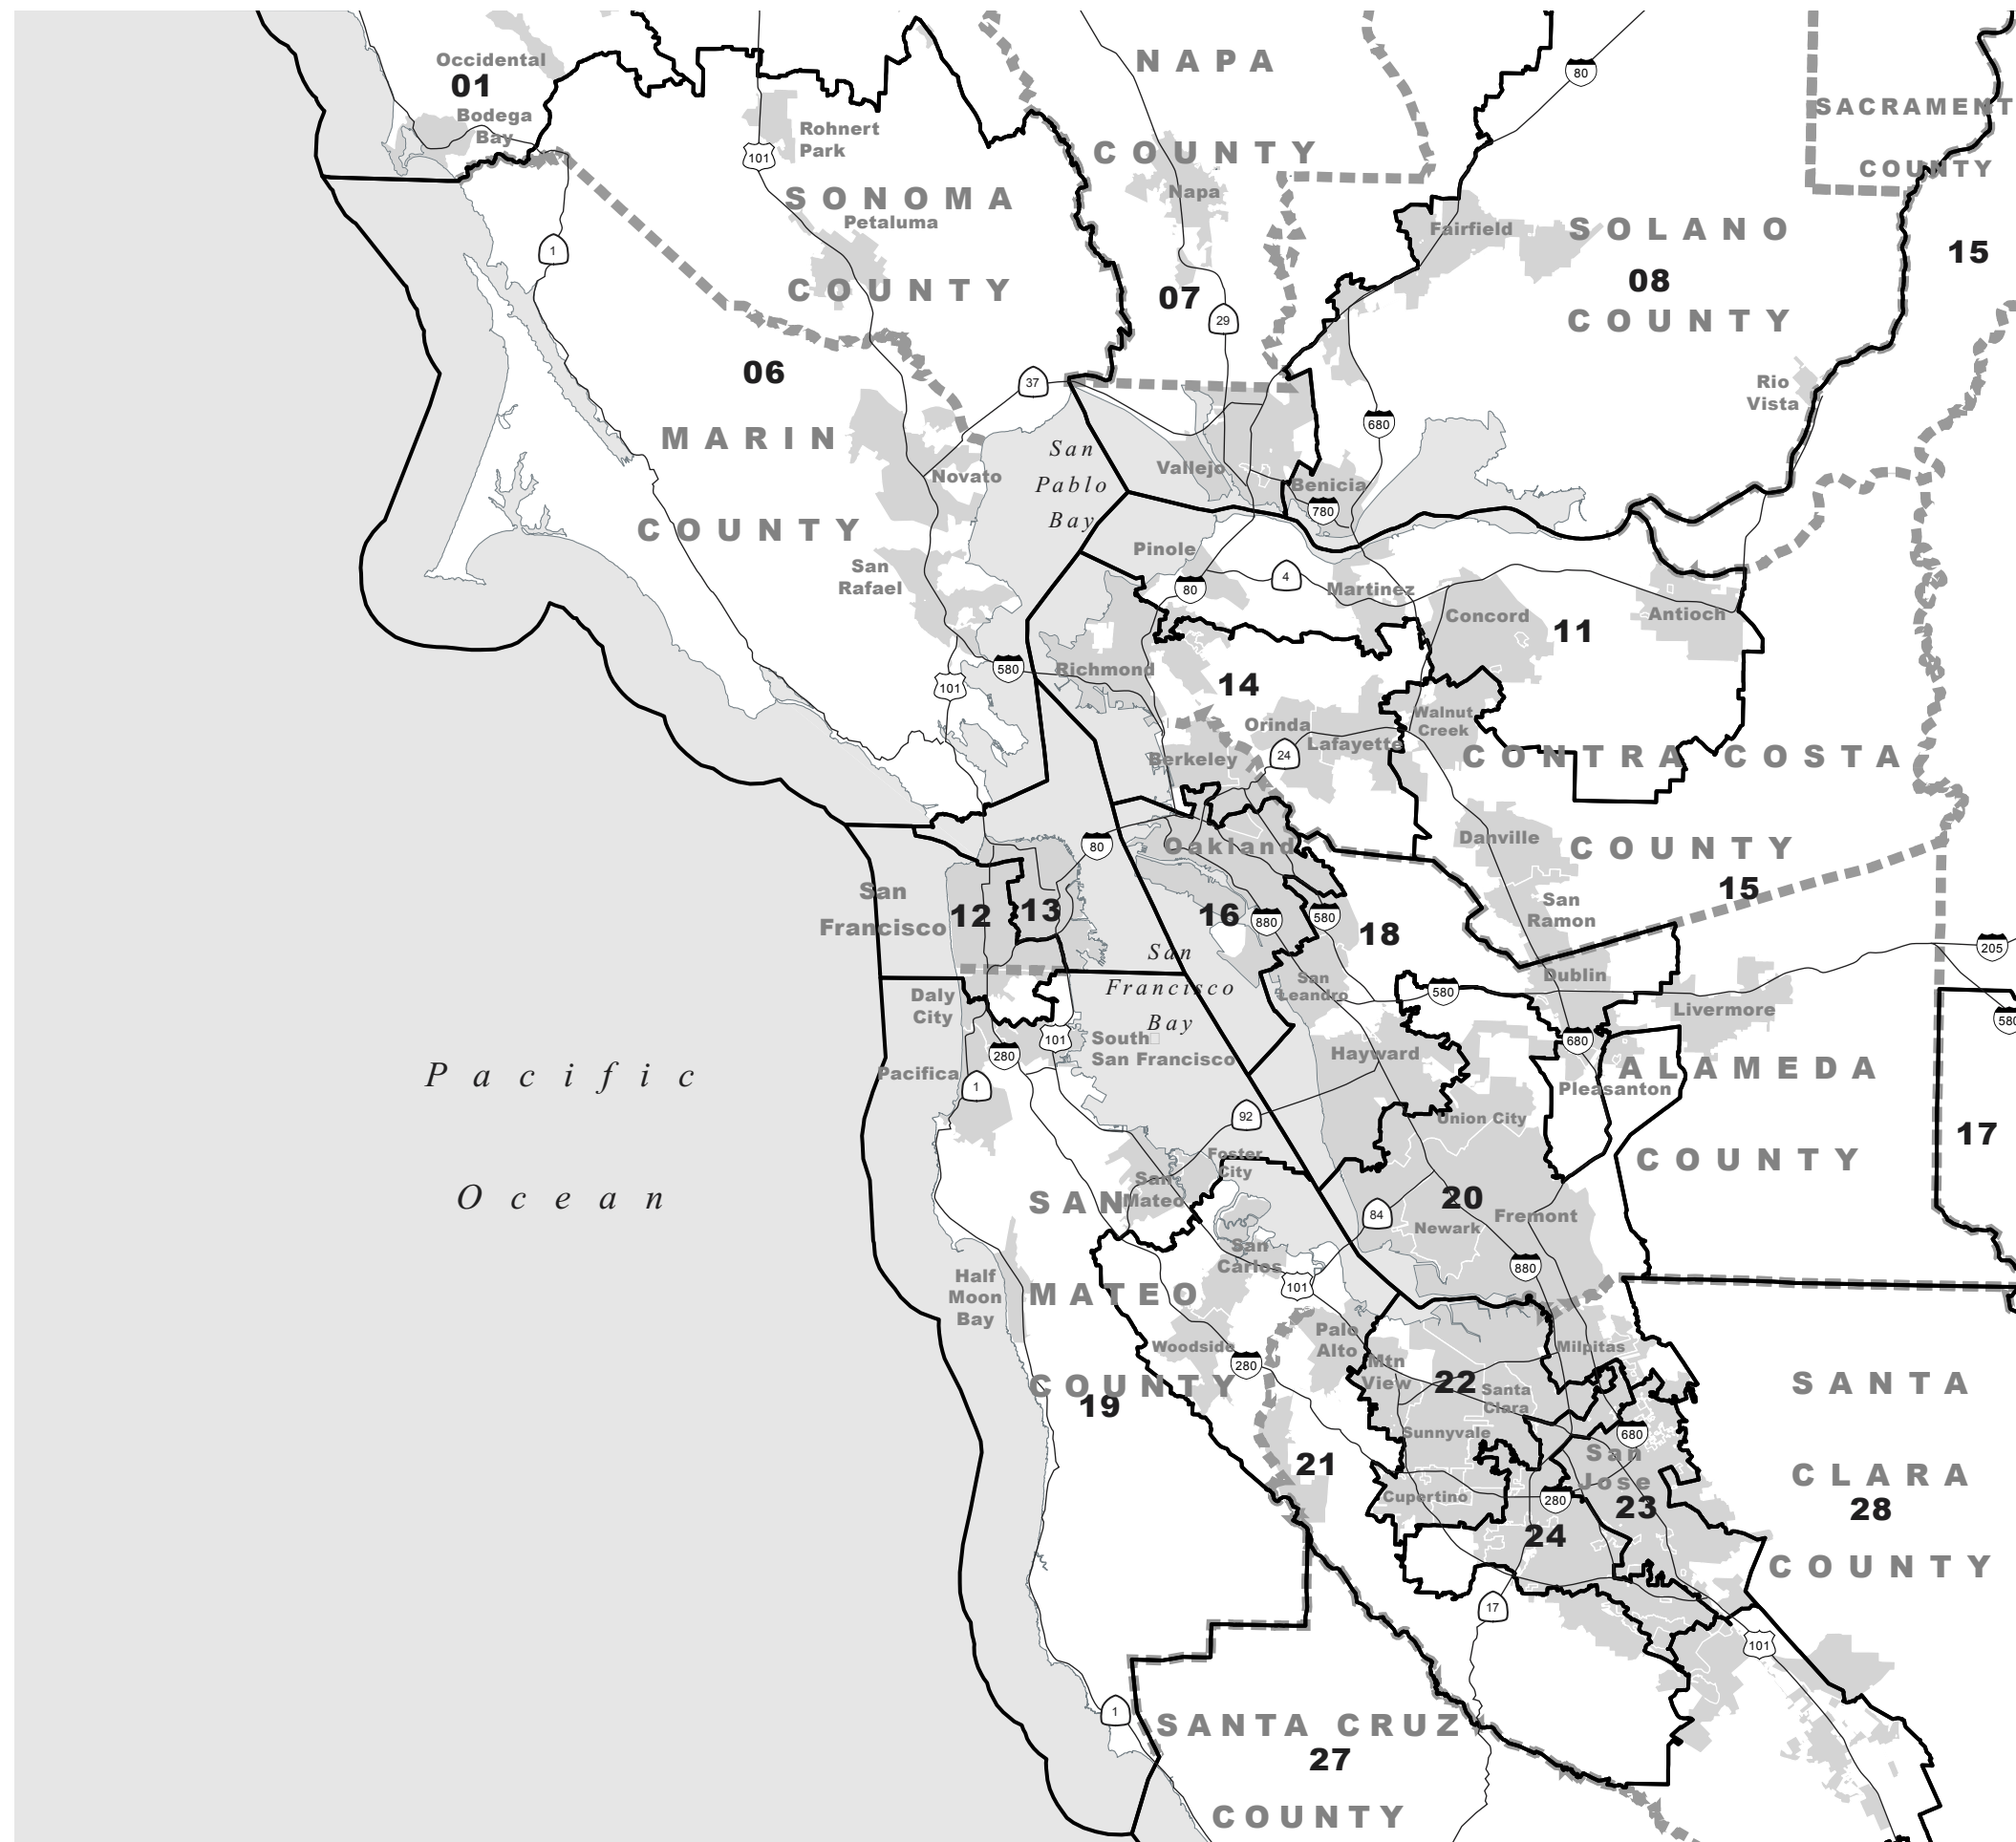 NAPA
80
Occidental
01
SACRAMENT
Bodega
Bay
Rohnert
Park
101
COUNTY
COUNTY
SONOMA
Napa
Petaluma
Fairfield
SOLANO
1
15
COUNTY
07
08
29
COUNTY
06
37
Rio
Vista
MARIN
680
San
Pablo
Bay
Vallejo
Novato
Benicia
780
COUNTY
Pinole
San
Rafael
80
4
Martinez
Concord
11
Antioch
580
Richmond
14
101
Walnut
Creek
Orinda
Lafayette
24
Berkeley
CONTRA COSTA
80
Oakland
Danville
COUNTY
15
San
Francisco
12
13
16
880
580
18
San
Ramon
205
San
Francisco
Bay
San
Leandro
580
Dublin
Daly
City
Livermore
580
South
San Francisco
101
280
680
Hayward
ALAMEDA
Pacifica
1
Pleasanton
Pacific
Ocean
92
Union City
17
COUNTY
Foster
City
San
Mateo
SAN
20
84
Newark
Fremont
San
Carlos
880
101
Half
Moon
Bay
MATEO
Palo
Alto
Woodside
280
Mtn
View
Milpitas
22
Santa
Clara
SANTA
COUNTY
19
Sunnyvale
680
21
San
Jose
CLARA
Cupertino
280
23
28
24
COUNTY
17
101
1
SANTA CRUZ
27
COUNTY